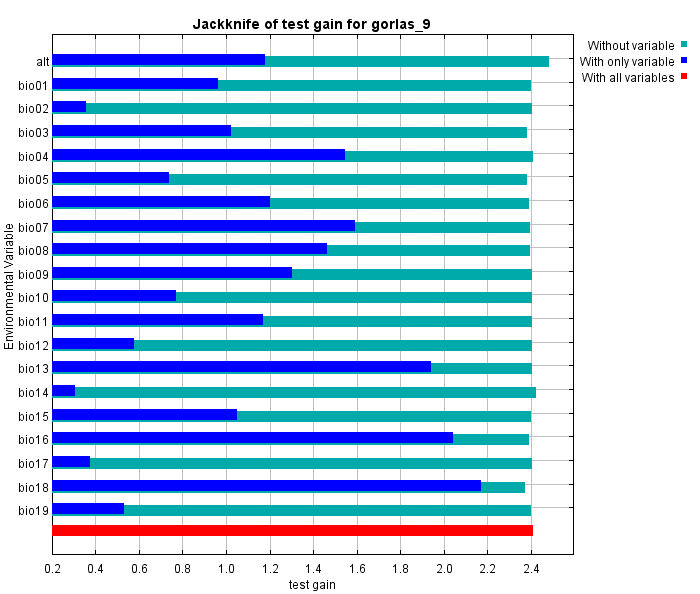 Jackknife of test gain for gorlas_9
Without variable
With only variable
With all variables
Environmental Variable
alt
bio01
bio02
bio03
bio04
bio05
bio06
bio07
bio08
bio09
bio10
bio11
bio12
bio13
bio14
bio15
bio16
bio17
bio18
bio19
0.2 0.4 0.6 0.8 1.0 1.2 1.4 1.6 1.8 2.0 2.2 2.4
test gain